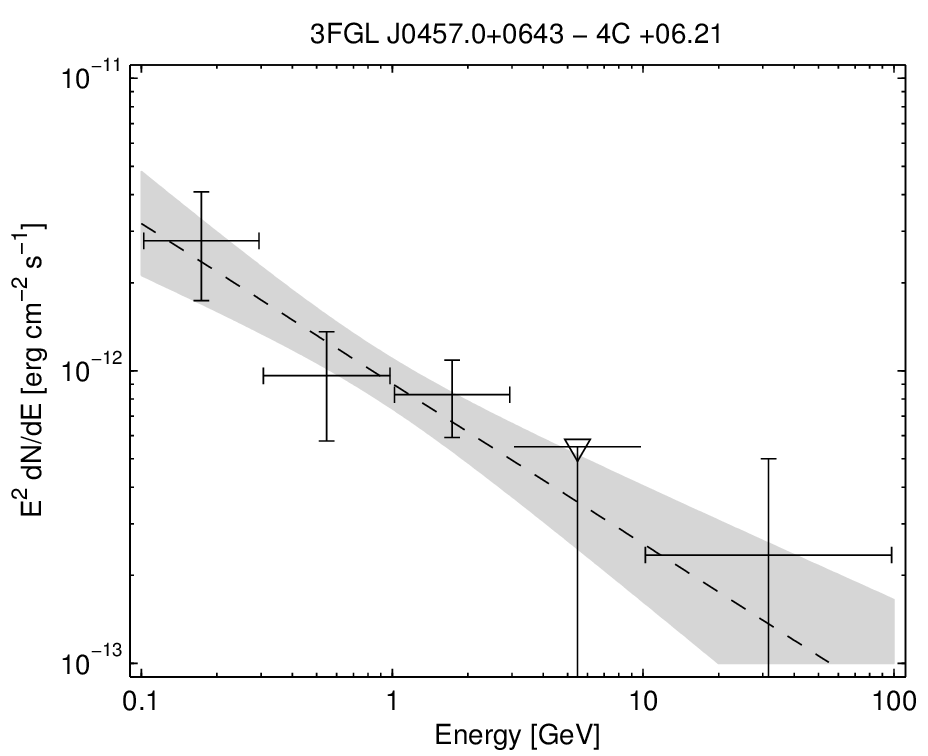 3FGL J0457.0+0643 − 4C +06.21
10⁻¹¹
10⁻¹²
10⁻¹³
E² dN/dE [erg cm⁻² s⁻¹]
0.1 1 10 100
Energy [GeV]